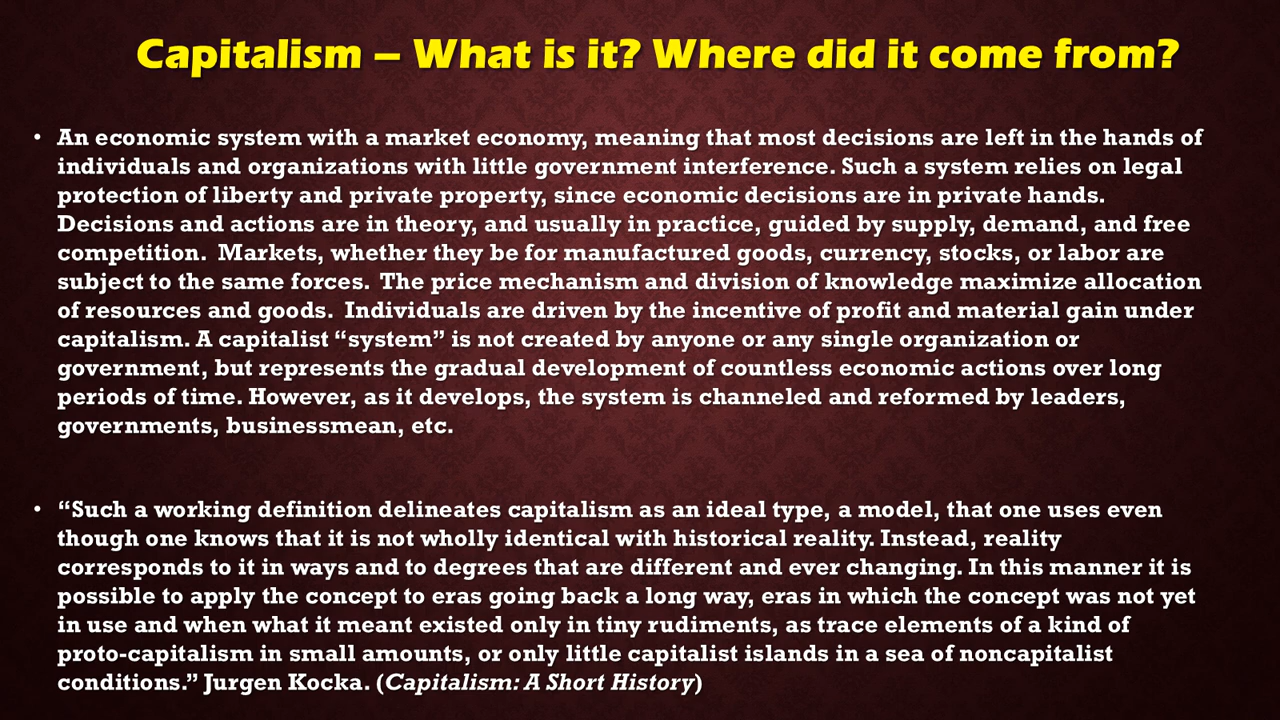 Capitalism – What is it? Where did it come from?
• An economic system with a market economy, meaning that most decisions are left in the hands of
individuals and organizations with little government interference. Such a system relies on legal
protection of liberty and private property, since economic decisions are in private hands.
Decisions and actions are in theory, and usually in practice, guided by supply, demand, and free
competition.  Markets, whether they be for manufactured goods, currency, stocks, or labor are
subject to the same forces.  The price mechanism and division of knowledge maximize allocation
of resources and goods.  Individuals are driven by the incentive of profit and material gain under
capitalism. A capitalist “system” is not created by anyone or any single organization or
government, but represents the gradual development of countless economic actions over long
periods of time. However, as it develops, the system is channeled and reformed by leaders,
governments, businessmean, etc.
• “Such a working definition delineates capitalism as an ideal type, a model, that one uses even
though one knows that it is not wholly identical with historical reality. Instead, reality
corresponds to it in ways and to degrees that are different and ever changing. In this manner it is
possible to apply the concept to eras going back a long way, eras in which the concept was not yet
in use and when what it meant existed only in tiny rudiments, as trace elements of a kind of
proto-capitalism in small amounts, or only little capitalist islands in a sea of noncapitalist
conditions.” Jurgen Kocka. (Capitalism: A Short History)